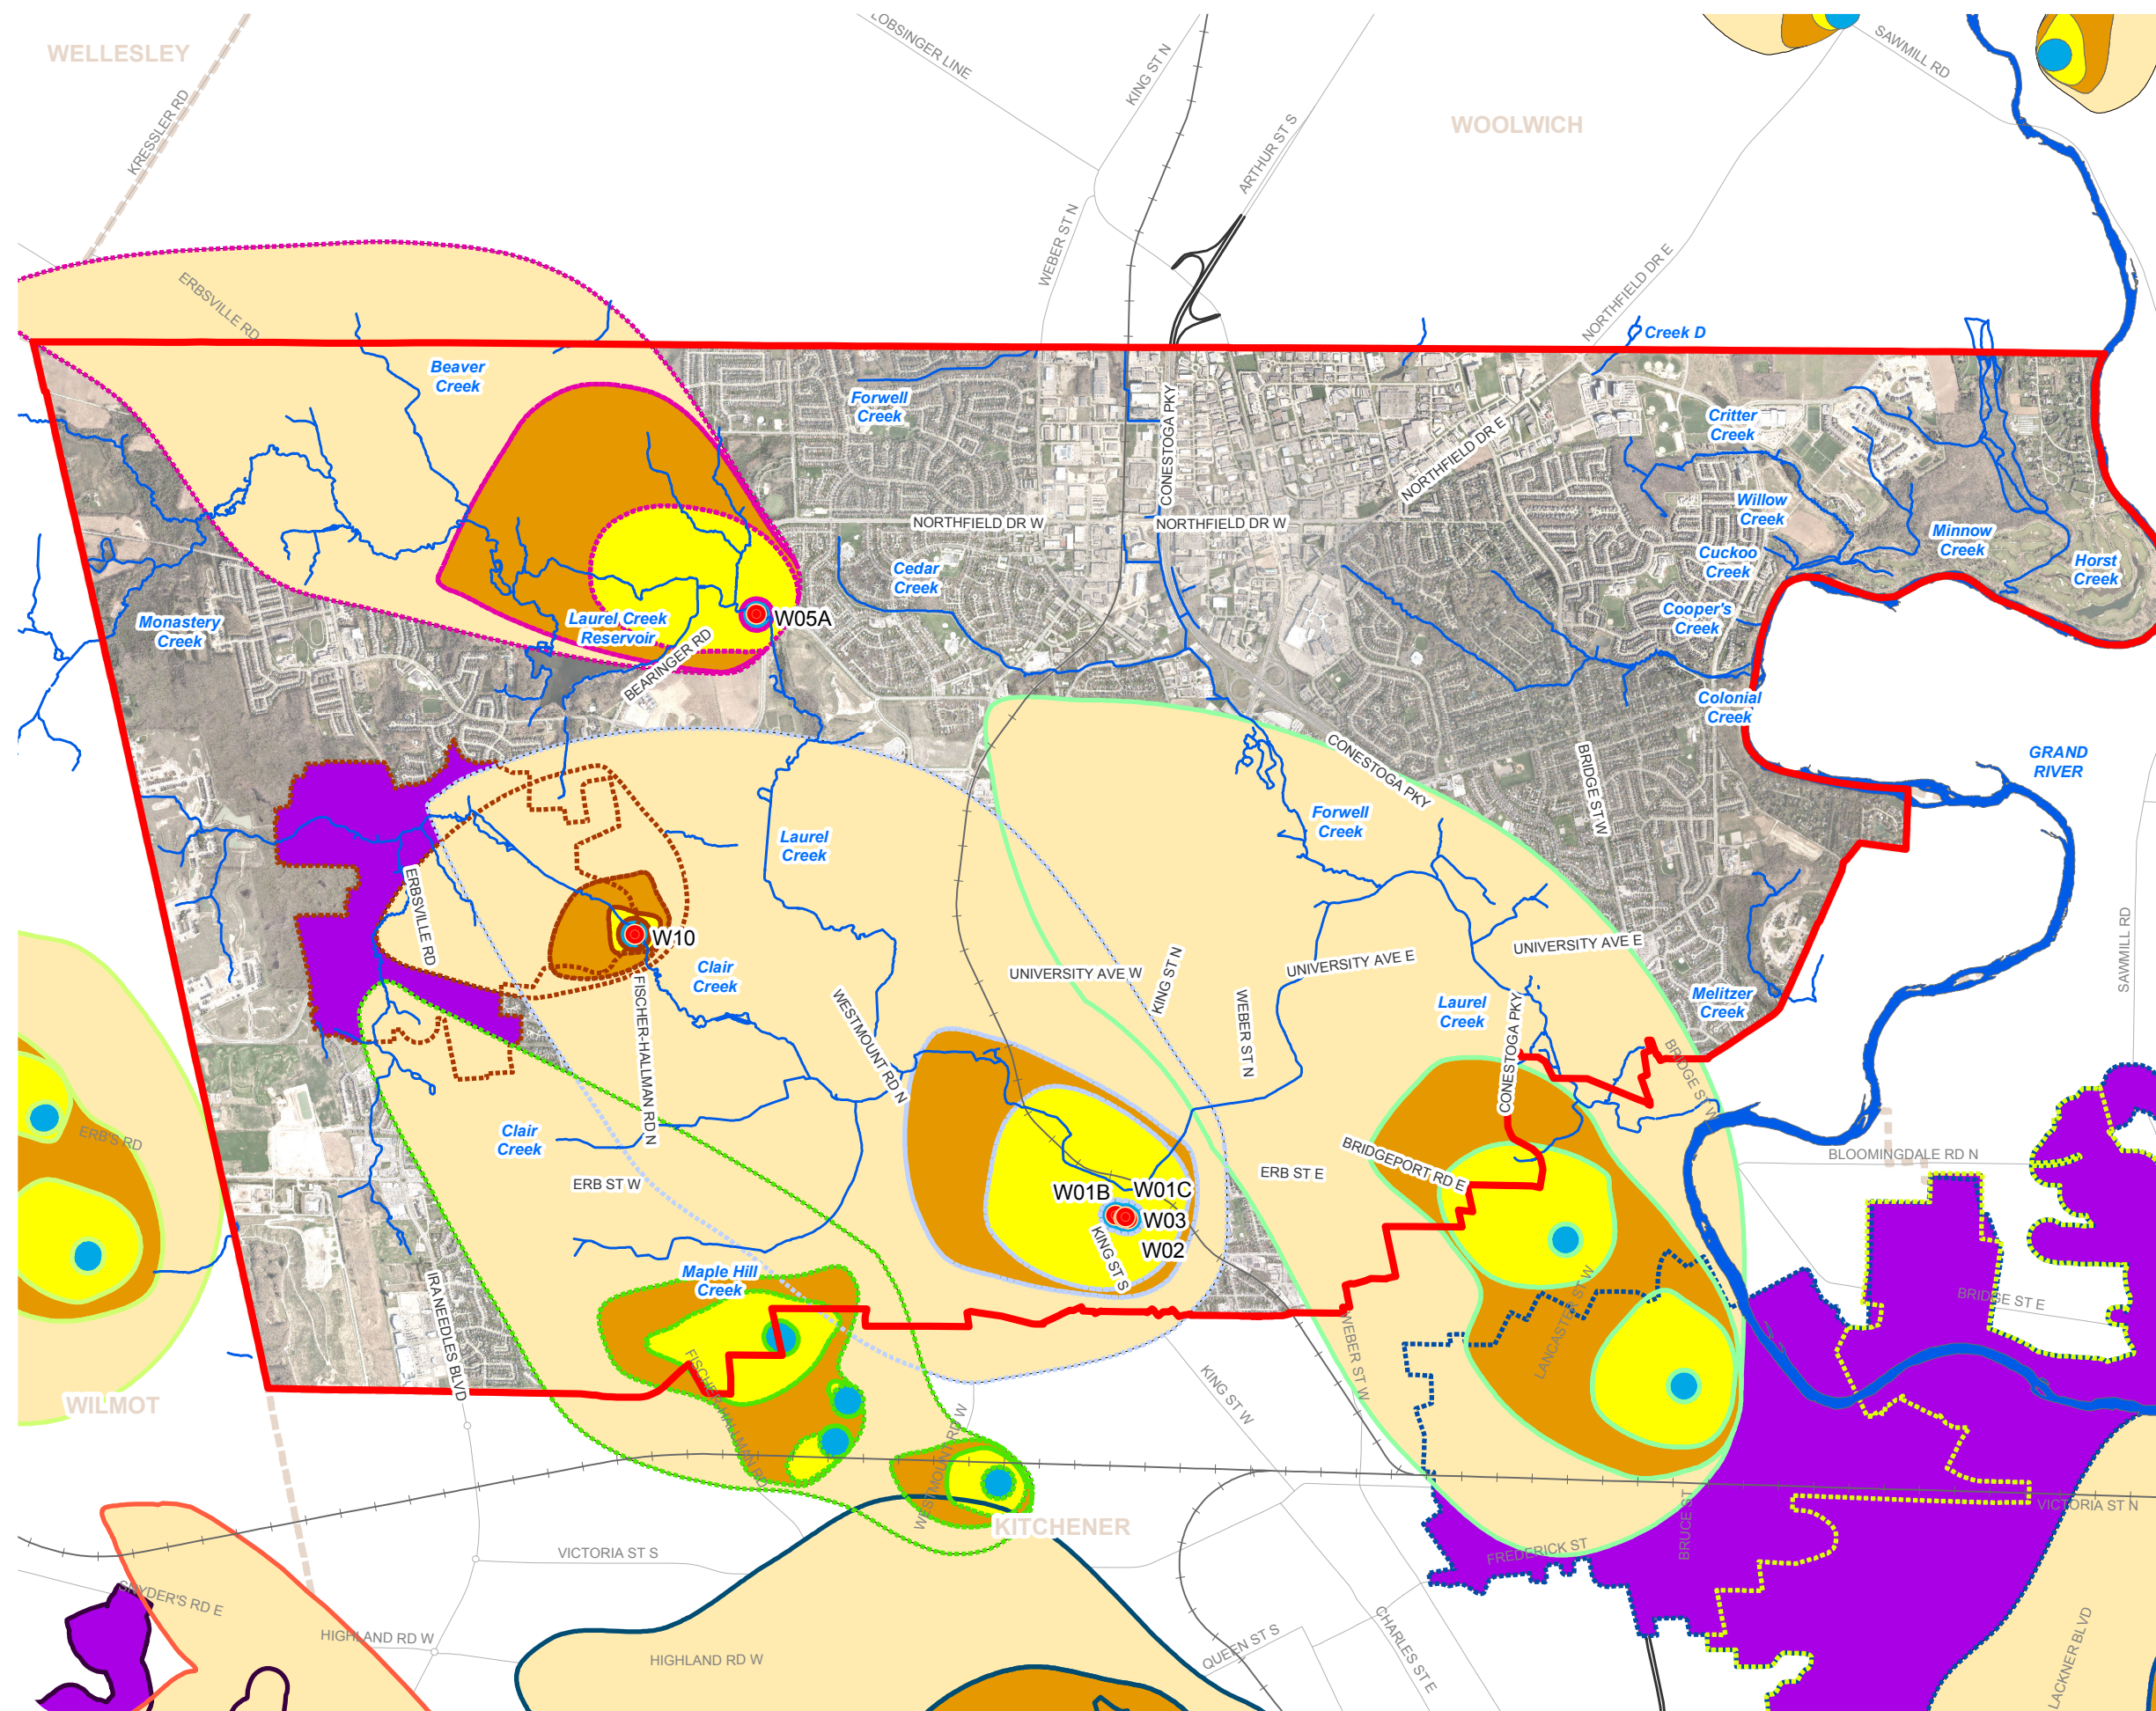 LOBSINGER LINE
KING ST N
SAWMILL RD
WELLESLEY
KRESSLER RD
WOOLWICH
ARTHUR ST S
WEBER ST N
ERBSVILLE RD
NORTHFIELD DR E
Creek D
Beaver
Creek
Forwell
Creek
CONESTOGA PKY
Critter
Creek
NORTHFIELD DR E
Willow
Creek
NORTHFIELD DR W
NORTHFIELD DR W
Minnow
Creek
Cuckoo
Creek
Horst
Creek
Cedar
Creek
Cooper's
Creek
Monastery
Creek
Laurel Creek
Reservoir
W05A
BEARINGER RD
Colonial
Creek
CONESTOGA PKY
BRIDGE ST W
GRAND
RIVER
Laurel
Creek
Forwell
Creek
ERBSVILLE RD
W10
SAWMILL RD
Clair
Creek
UNIVERSITY AVE W
KING ST N
UNIVERSITY AVE E
UNIVERSITY AVE E
FISCHER-HALLMAN RD N
WESTMOUNT RD N
WEBER ST N
Laurel
Creek
CONESTOGA PKY
Melitzer
Creek
BRIDGE ST W
ERB'S RD
Clair
Creek
ERB ST W
BRIDGEPORT RD E
ERB ST E
BLOOMINGDALE RD N
W01B
W01C
W03
W02
KING ST S
Maple Hill
Creek
IRA NEEDLES BLVD
LANCASTER ST W
BRIDGE ST E
WILMOT
FISCHER-HALLMAN RD
WESTMOUNT RD W
KING ST W
WEBER ST W
KITCHENER
VICTORIA ST N
BRUCE ST
FREDERICK ST
VICTORIA ST S
SNYDER'S RD E
HIGHLAND RD W
HIGHLAND RD W
QUEEN ST S
CHARLES ST E
LACKNER BLVD